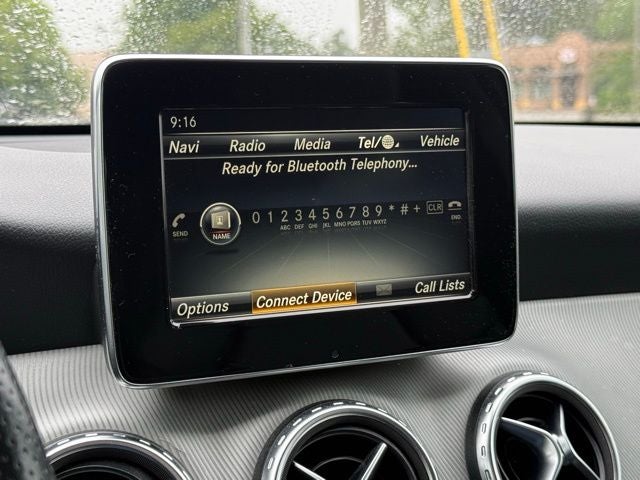 9:16
Navi Radio Media Tel/ Vehicle
Ready for Bluetooth Telephony...
SEND NAME 0 1 2 3 4 5 6 7 8 9 * # + CLR END
ABC DEF GHI JKL MNO PQRS TUV WXYZ
Options Connect Device Call Lists